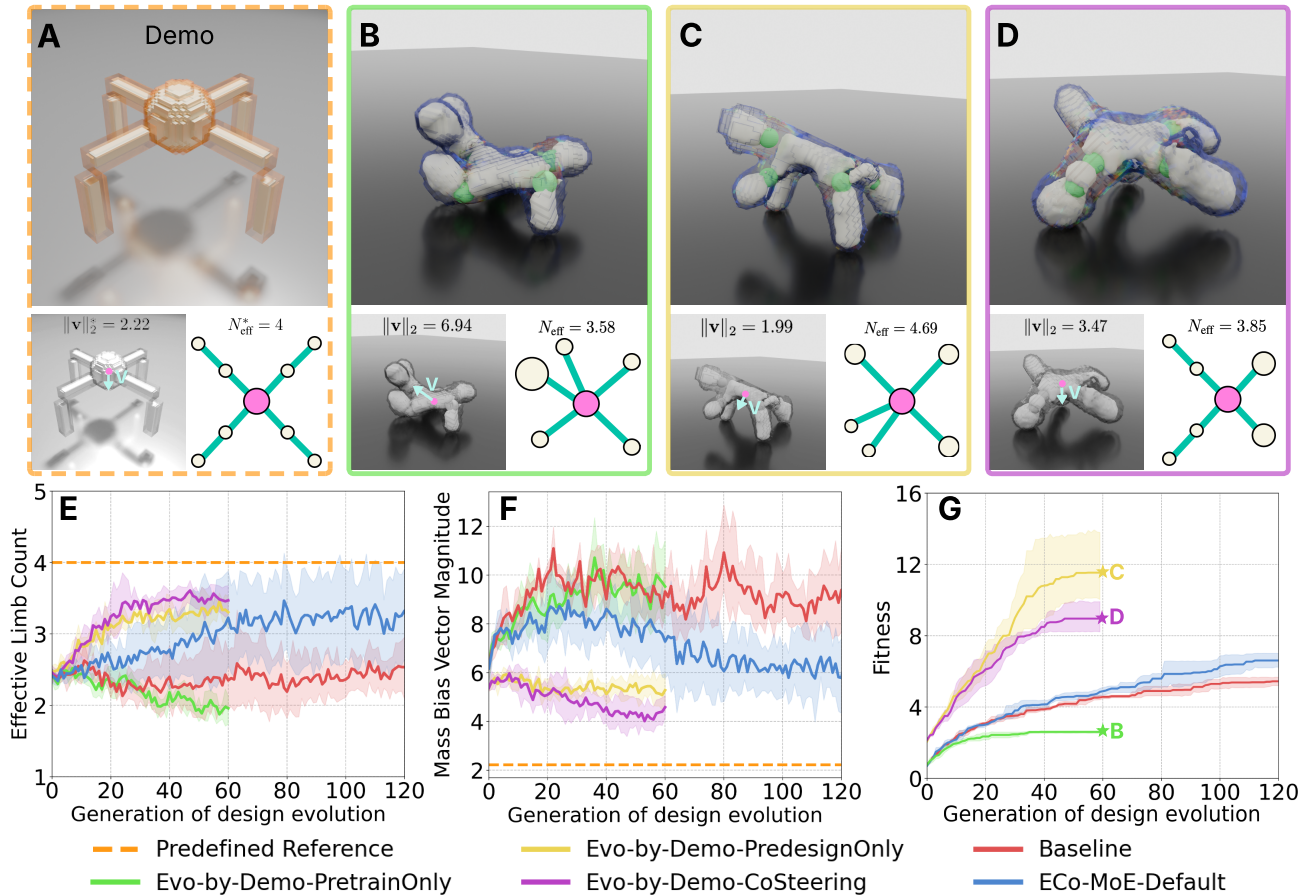 A
Demo
B
C
D
‖v‖*₂ = 2.22
N*eff = 4
‖v‖₂ = 6.94
Neff = 3.58
‖v‖₂ = 1.99
Neff = 4.69
‖v‖₂ = 3.47
Neff = 3.85
V
V
V
V
E
Effective Limb Count
5
4
3
2
1
0 20 40 60 80 100 120
Generation of design evolution
F
Mass Bias Vector Magnitude
12
10
8
6
4
2
0 20 40 60 80 100 120
Generation of design evolution
G
Fitness
16
12
8
4
0
C
D
B
0 20 40 60 80 100 120
Generation of design evolution
Predefined Reference
Evo-by-Demo-PredesignOnly
Baseline
Evo-by-Demo-PretrainOnly
Evo-by-Demo-CoSteering
ECo-MoE-Default